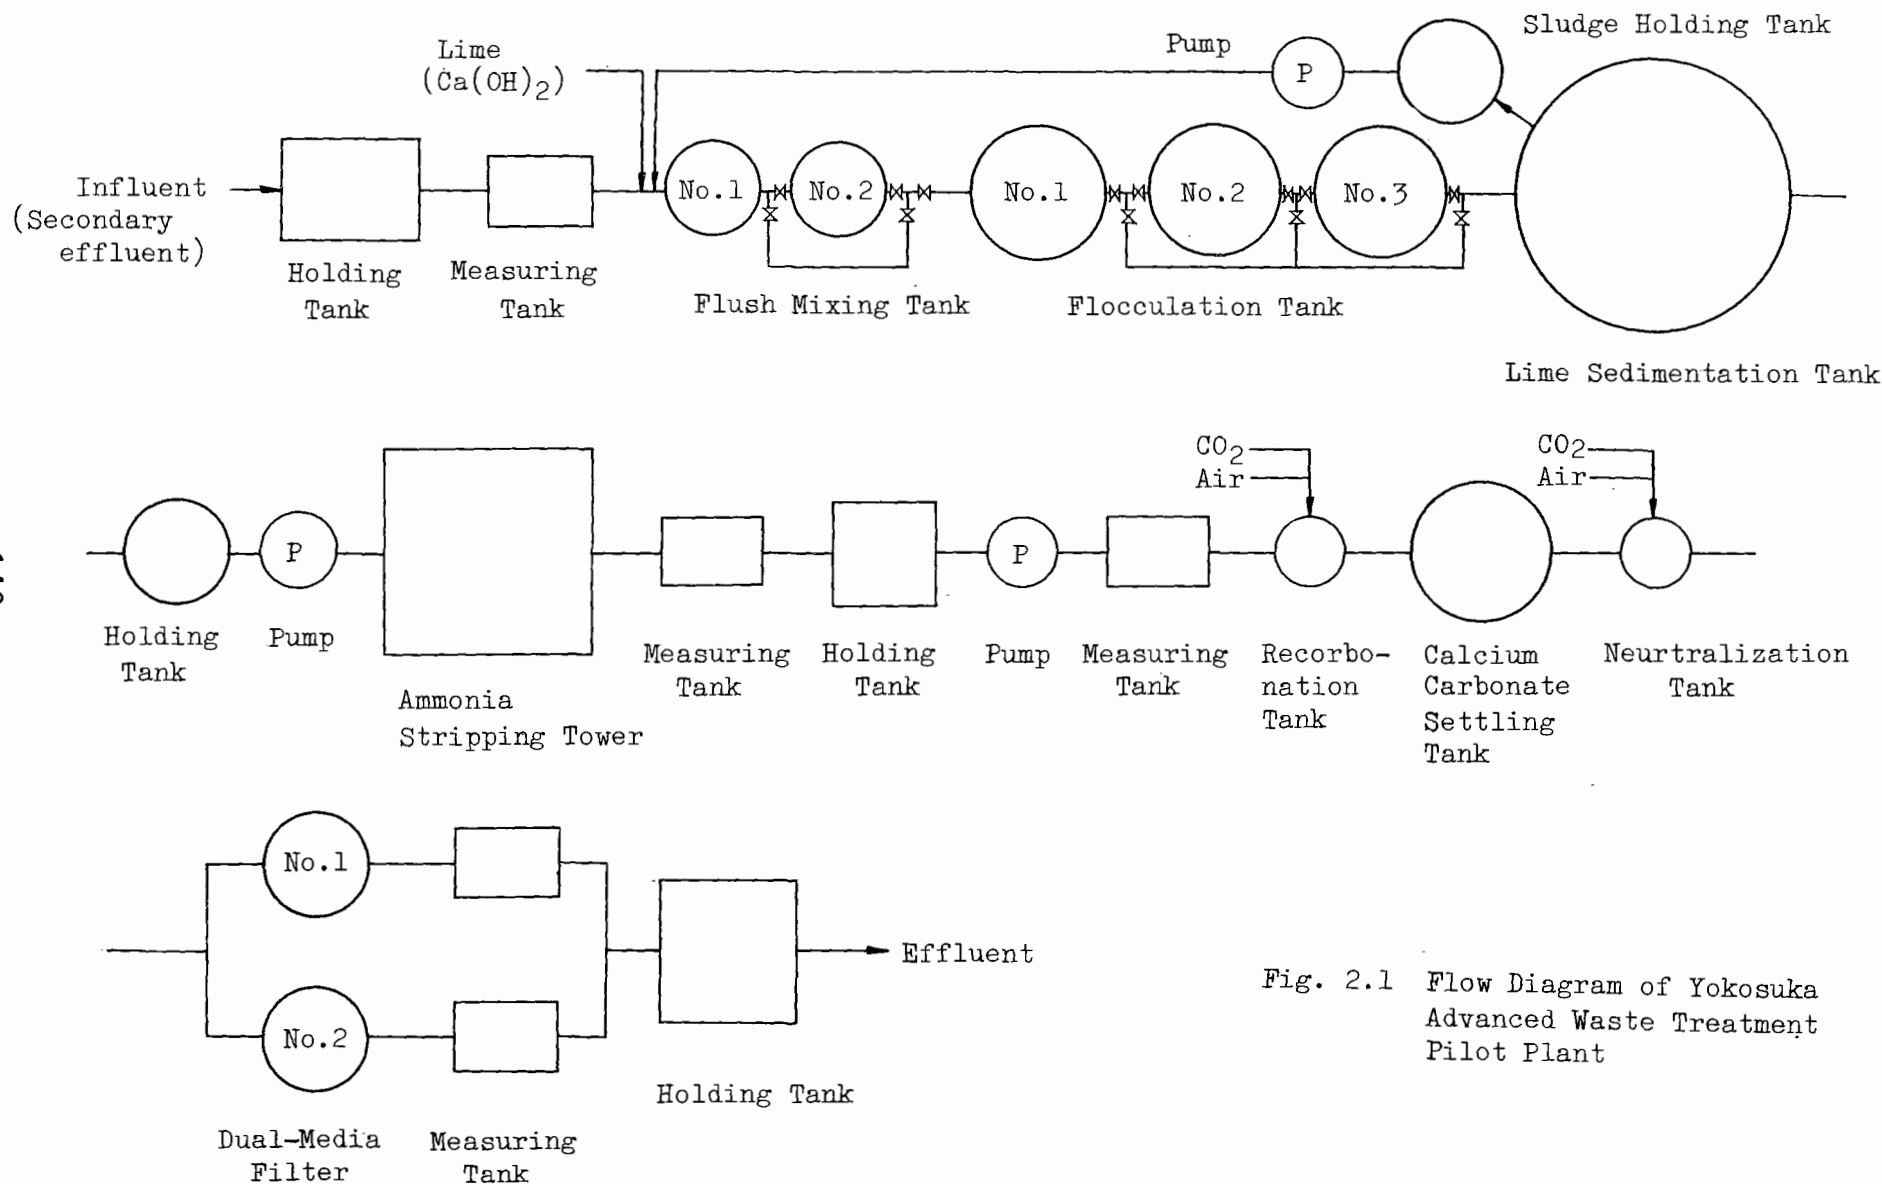 Sludge Holding Tank
Pump
P
Lime
(Ca(OH)2)
Influent
(Secondary
effluent)
Holding
Tank
Measuring
Tank
No.1
No.2
Flush Mixing Tank
No.1
No.2
No.3
Flocculation Tank
Lime Sedimentation Tank
CO2
Air
CO2
Air
P
P
Holding
Tank
Pump
Ammonia
Stripping Tower
Measuring
Tank
Holding
Tank
Pump
Measuring
Tank
Recorbo-
nation
Tank
Calcium
Carbonate
Settling
Tank
Neurtralization
Tank
No.1
No.2
Effluent
Holding Tank
Dual-Media
Filter
Measuring
Tank
Fig. 2.1 Flow Diagram of Yokosuka
Advanced Waste Treatment
Pilot Plant